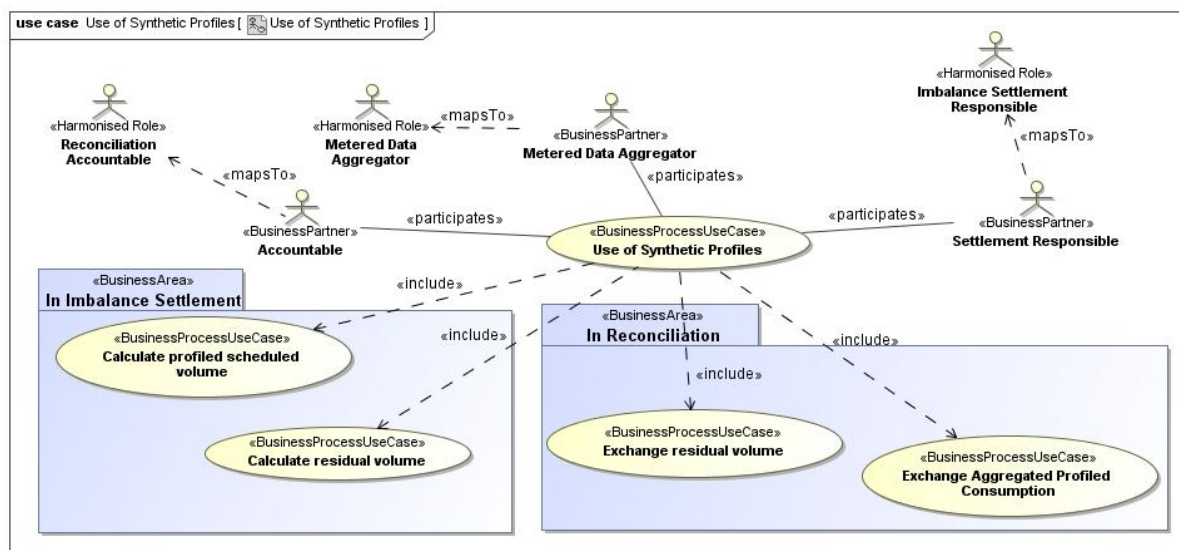 use case Use of Synthetic Profiles [ Use of Synthetic Profiles ]
«Harmonised Role»
Imbalance Settlement
Responsible
«Harmonised Role»
Reconciliation
Accountable
«Harmonised Role»
Metered Data
Aggregator
«mapsTo»
«BusinessPartner»
Metered Data Aggregator
«mapsTo»
«mapsTo»
«participates»
«BusinessPartner»
Accountable
«participates»
«BusinessProcessUseCase»
Use of Synthetic Profiles
«participates»
«BusinessPartner»
Settlement Responsible
«BusinessArea»
In Imbalance Settlement
«include»
«BusinessProcessUseCase»
Calculate profiled scheduled
volume
«include»
«BusinessProcessUseCase»
Calculate residual volume
«BusinessArea»
In Reconciliation
«include»
«include»
«BusinessProcessUseCase»
Exchange residual volume
«BusinessProcessUseCase»
Exchange Aggregated Profiled
Consumption